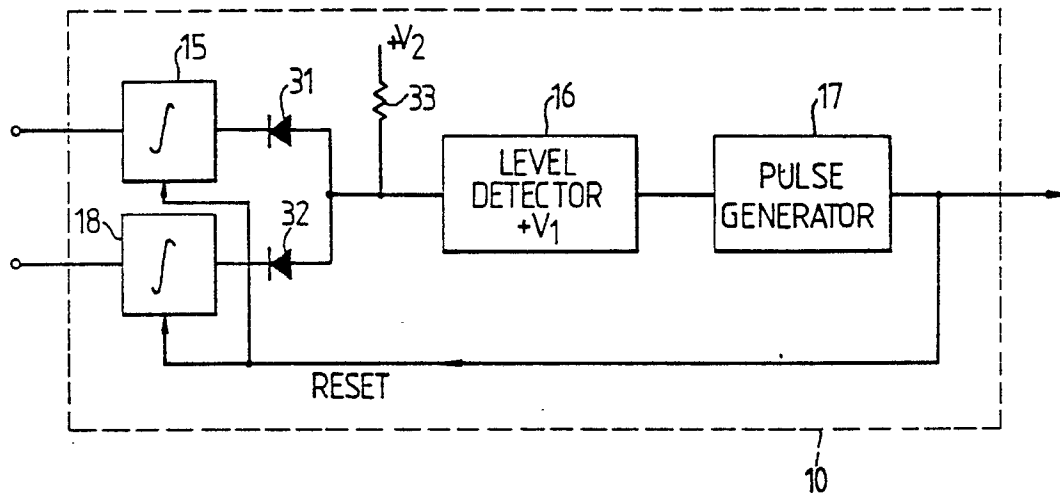 15
31
+V2
33
16
LEVEL
DETECTOR
+V1
17
PULSE
GENERATOR
18
32
RESET
10